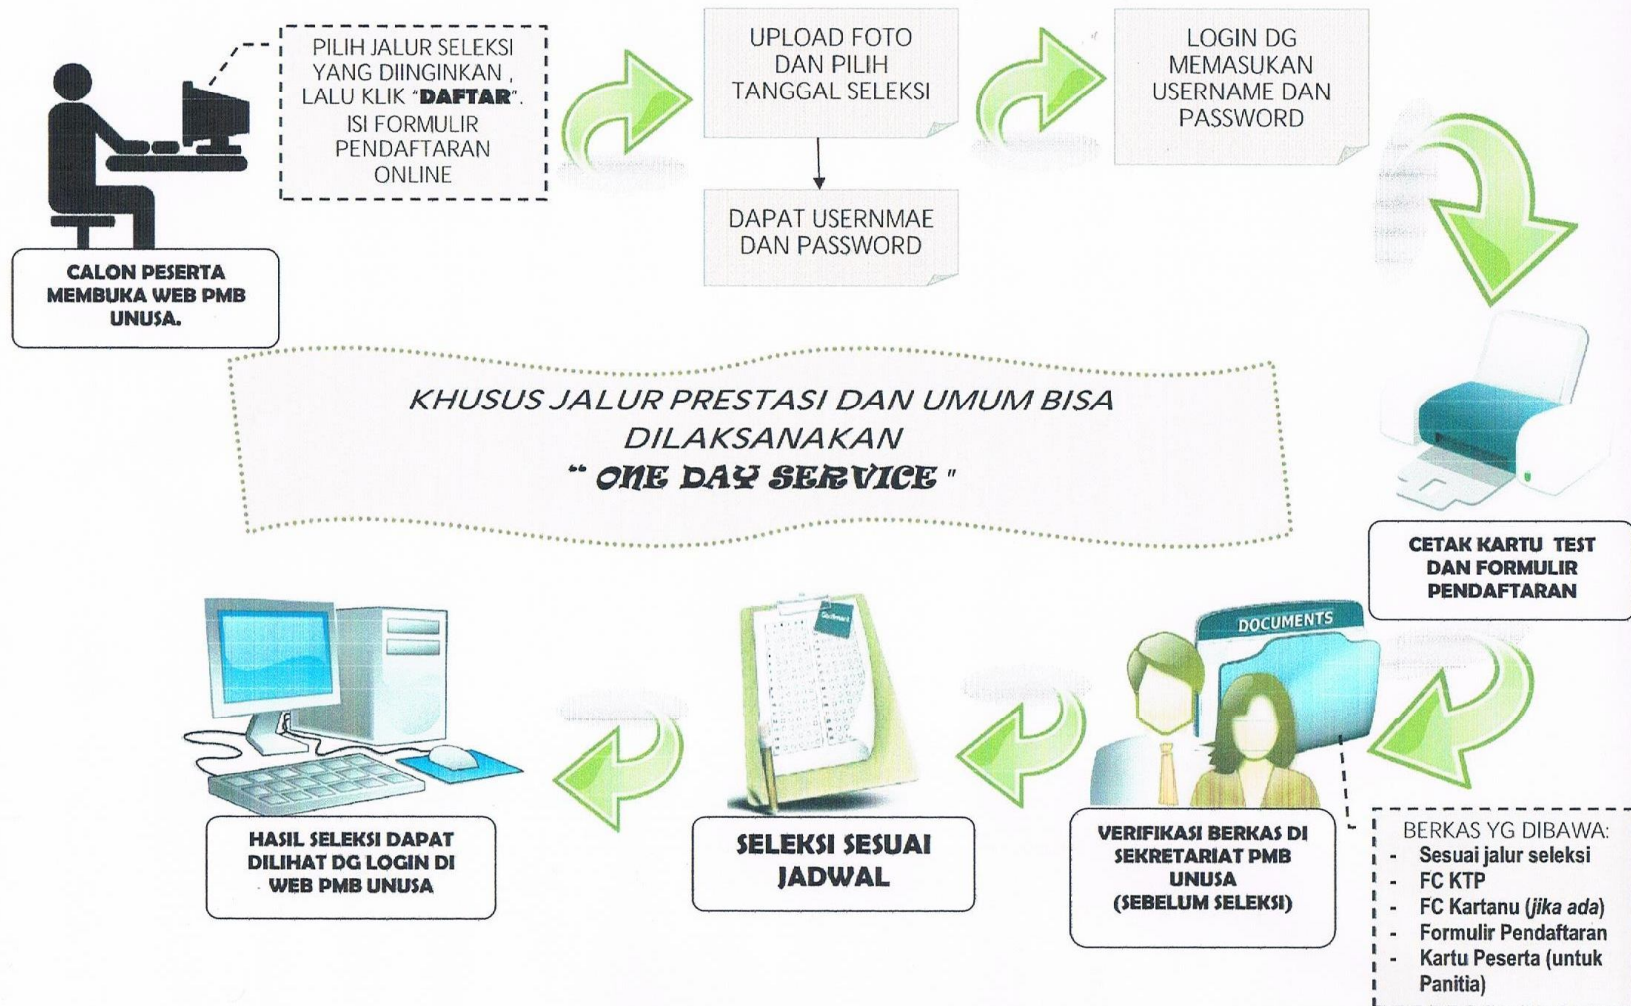 PILIH JALUR SELEKSI
YANG DIINGINKAN ,
LALU KLIK "DAFTAR".
ISI FORMULIR
PENDAFTARAN
ONLINE
CALON PESERTA
MEMBUKA WEB PMB
UNUSA.
UPLOAD FOTO
DAN PILIH
TANGGAL SELEKSI
DAPAT USERNMAE
DAN PASSWORD
LOGIN DG
MEMASUKAN
USERNAME DAN
PASSWORD
KHUSUS JALUR PRESTASI DAN UMUM BISA
DILAKSANAKAN
" ONE DAY SERVICE "
CETAK KARTU TEST
DAN FORMULIR
PENDAFTARAN
DOCUMENTS
VERIFIKASI BERKAS DI
SEKRETARIAT PMB
UNUSA
(SEBELUM SELEKSI)
BERKAS YG DIBAWA:
- Sesuai jalur seleksi
- FC KTP
- FC Kartanu (jika ada)
- Formulir Pendaftaran
- Kartu Peserta (untuk
Panitia)
SELEKSI SESUAI
JADWAL
HASIL SELEKSI DAPAT
DILIHAT DG LOGIN DI
WEB PMB UNUSA